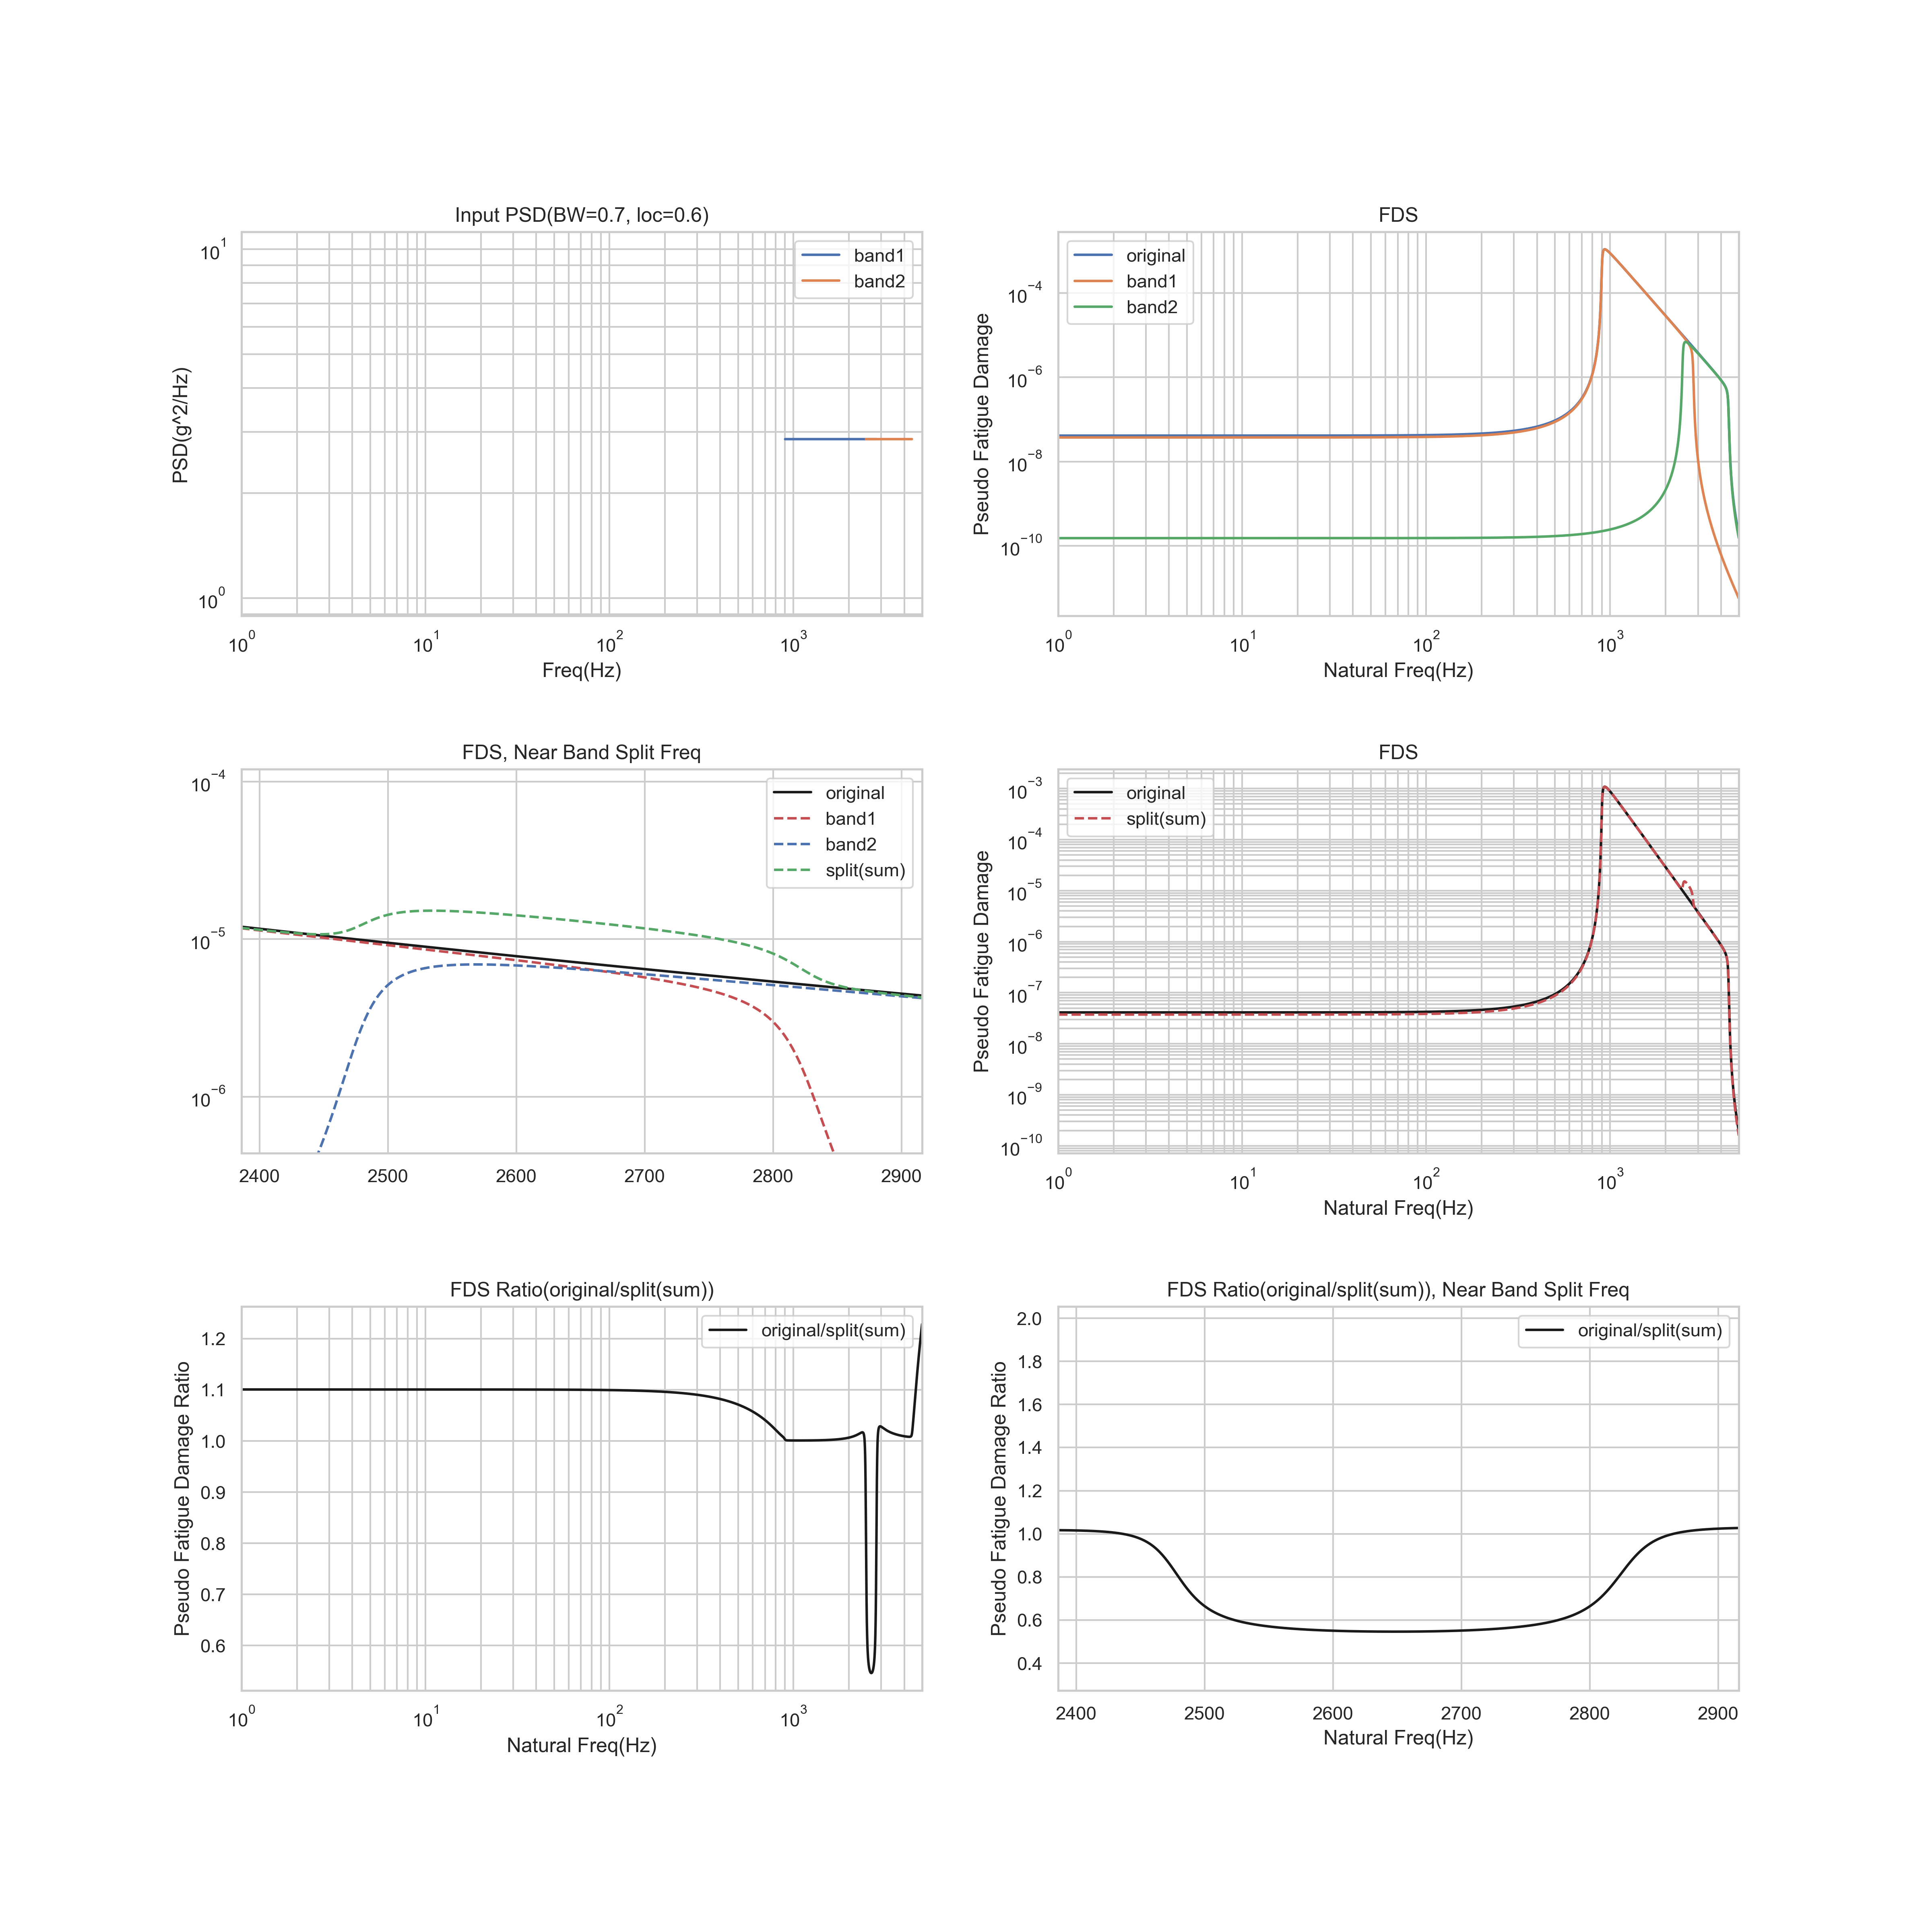 Input PSD(BW=0.7, loc=0.6)
PSD(g^2/Hz)
10^1
10^0
band1
band2
10^0 10^1 10^2 10^3
Freq(Hz)
FDS
Pseudo Fatigue Damage
10^−4
10^−6
10^−8
10^−10
original
band1
band2
10^0 10^1 10^2 10^3
Natural Freq(Hz)
FDS, Near Band Split Freq
10^−4
10^−5
10^−6
original
band1
band2
split(sum)
2400 2500 2600 2700 2800 2900
FDS
Pseudo Fatigue Damage
10^−3
10^−4
10^−5
10^−6
10^−7
10^−8
10^−9
10^−10
original
split(sum)
10^0 10^1 10^2 10^3
Natural Freq(Hz)
FDS Ratio(original/split(sum))
Pseudo Fatigue Damage Ratio
1.2
1.1
1.0
0.9
0.8
0.7
0.6
original/split(sum)
10^0 10^1 10^2 10^3
Natural Freq(Hz)
FDS Ratio(original/split(sum)), Near Band Split Freq
Pseudo Fatigue Damage Ratio
2.0
1.8
1.6
1.4
1.2
1.0
0.8
0.6
0.4
original/split(sum)
2400 2500 2600 2700 2800 2900
Natural Freq(Hz)